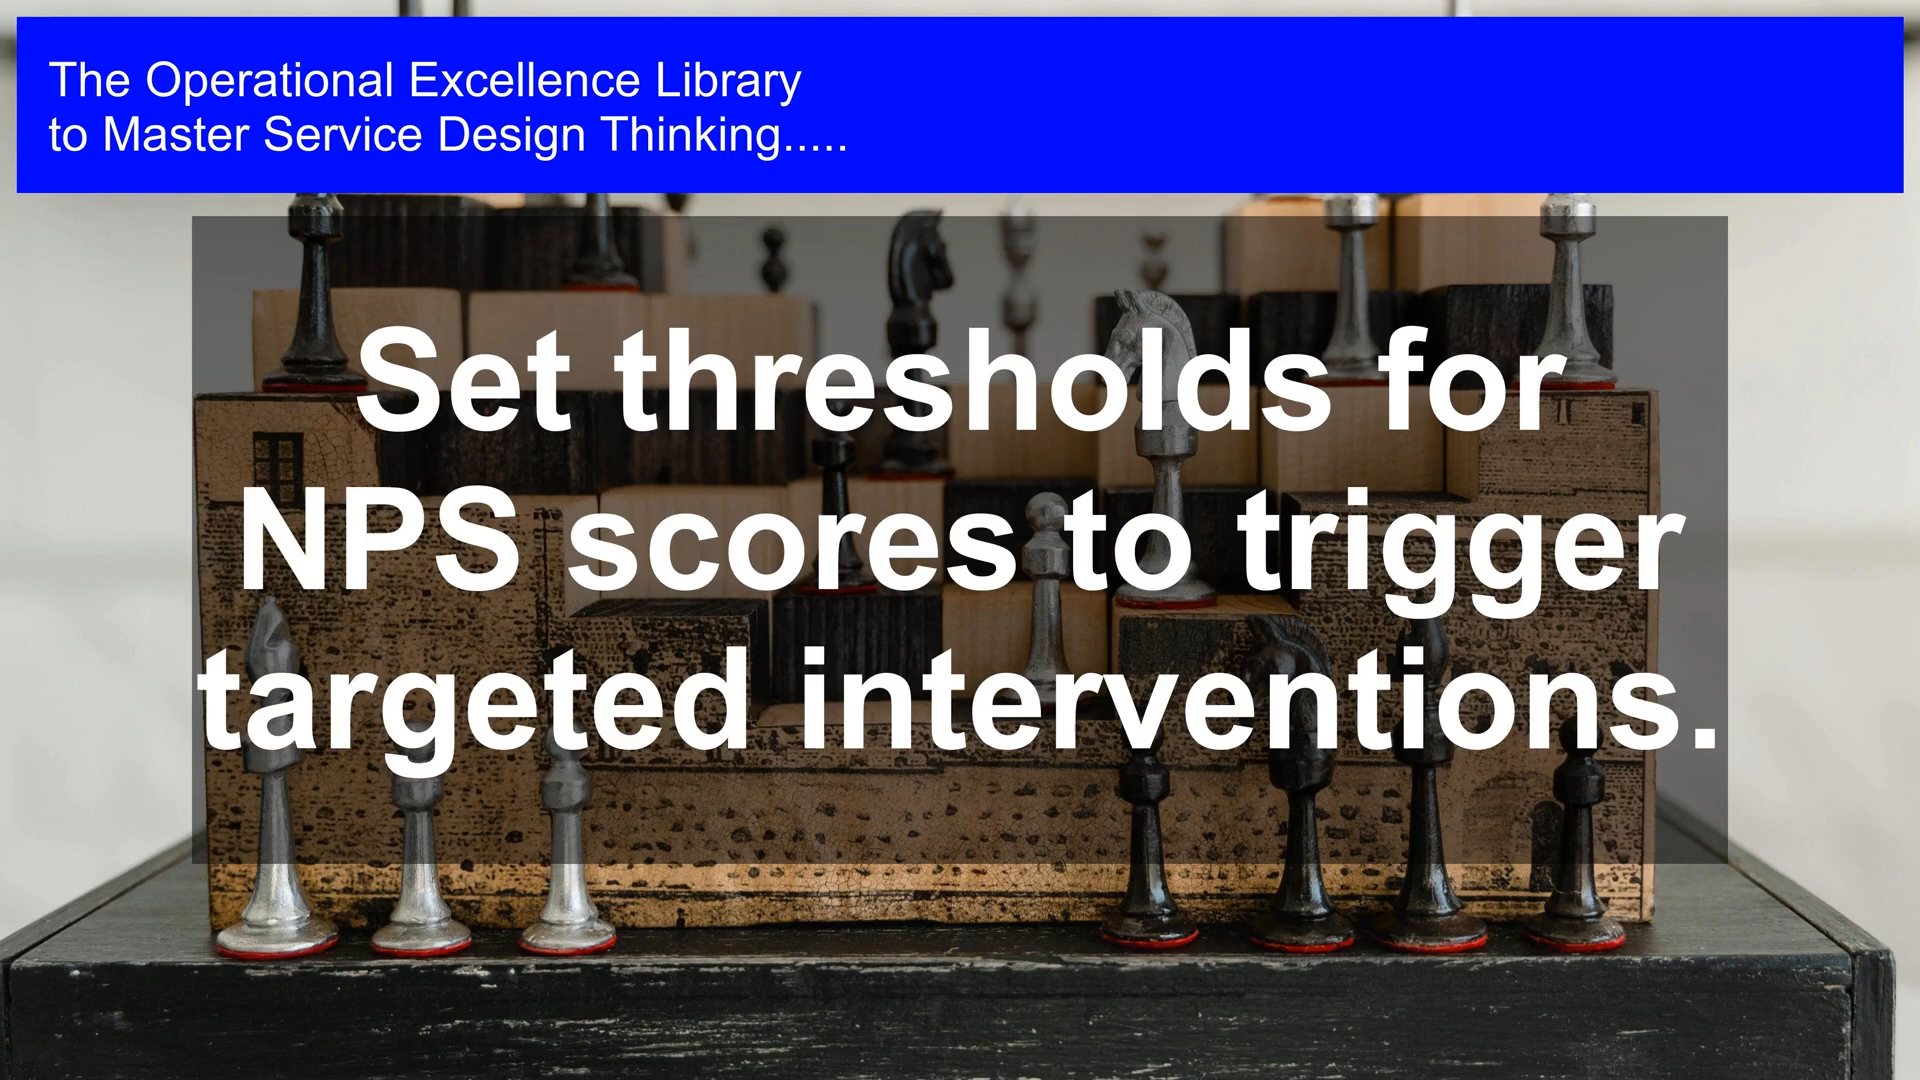 The Operational Excellence Library
to Master Service Design Thinking.....
Set thresholds for
NPS scores to trigger
targeted interventions.